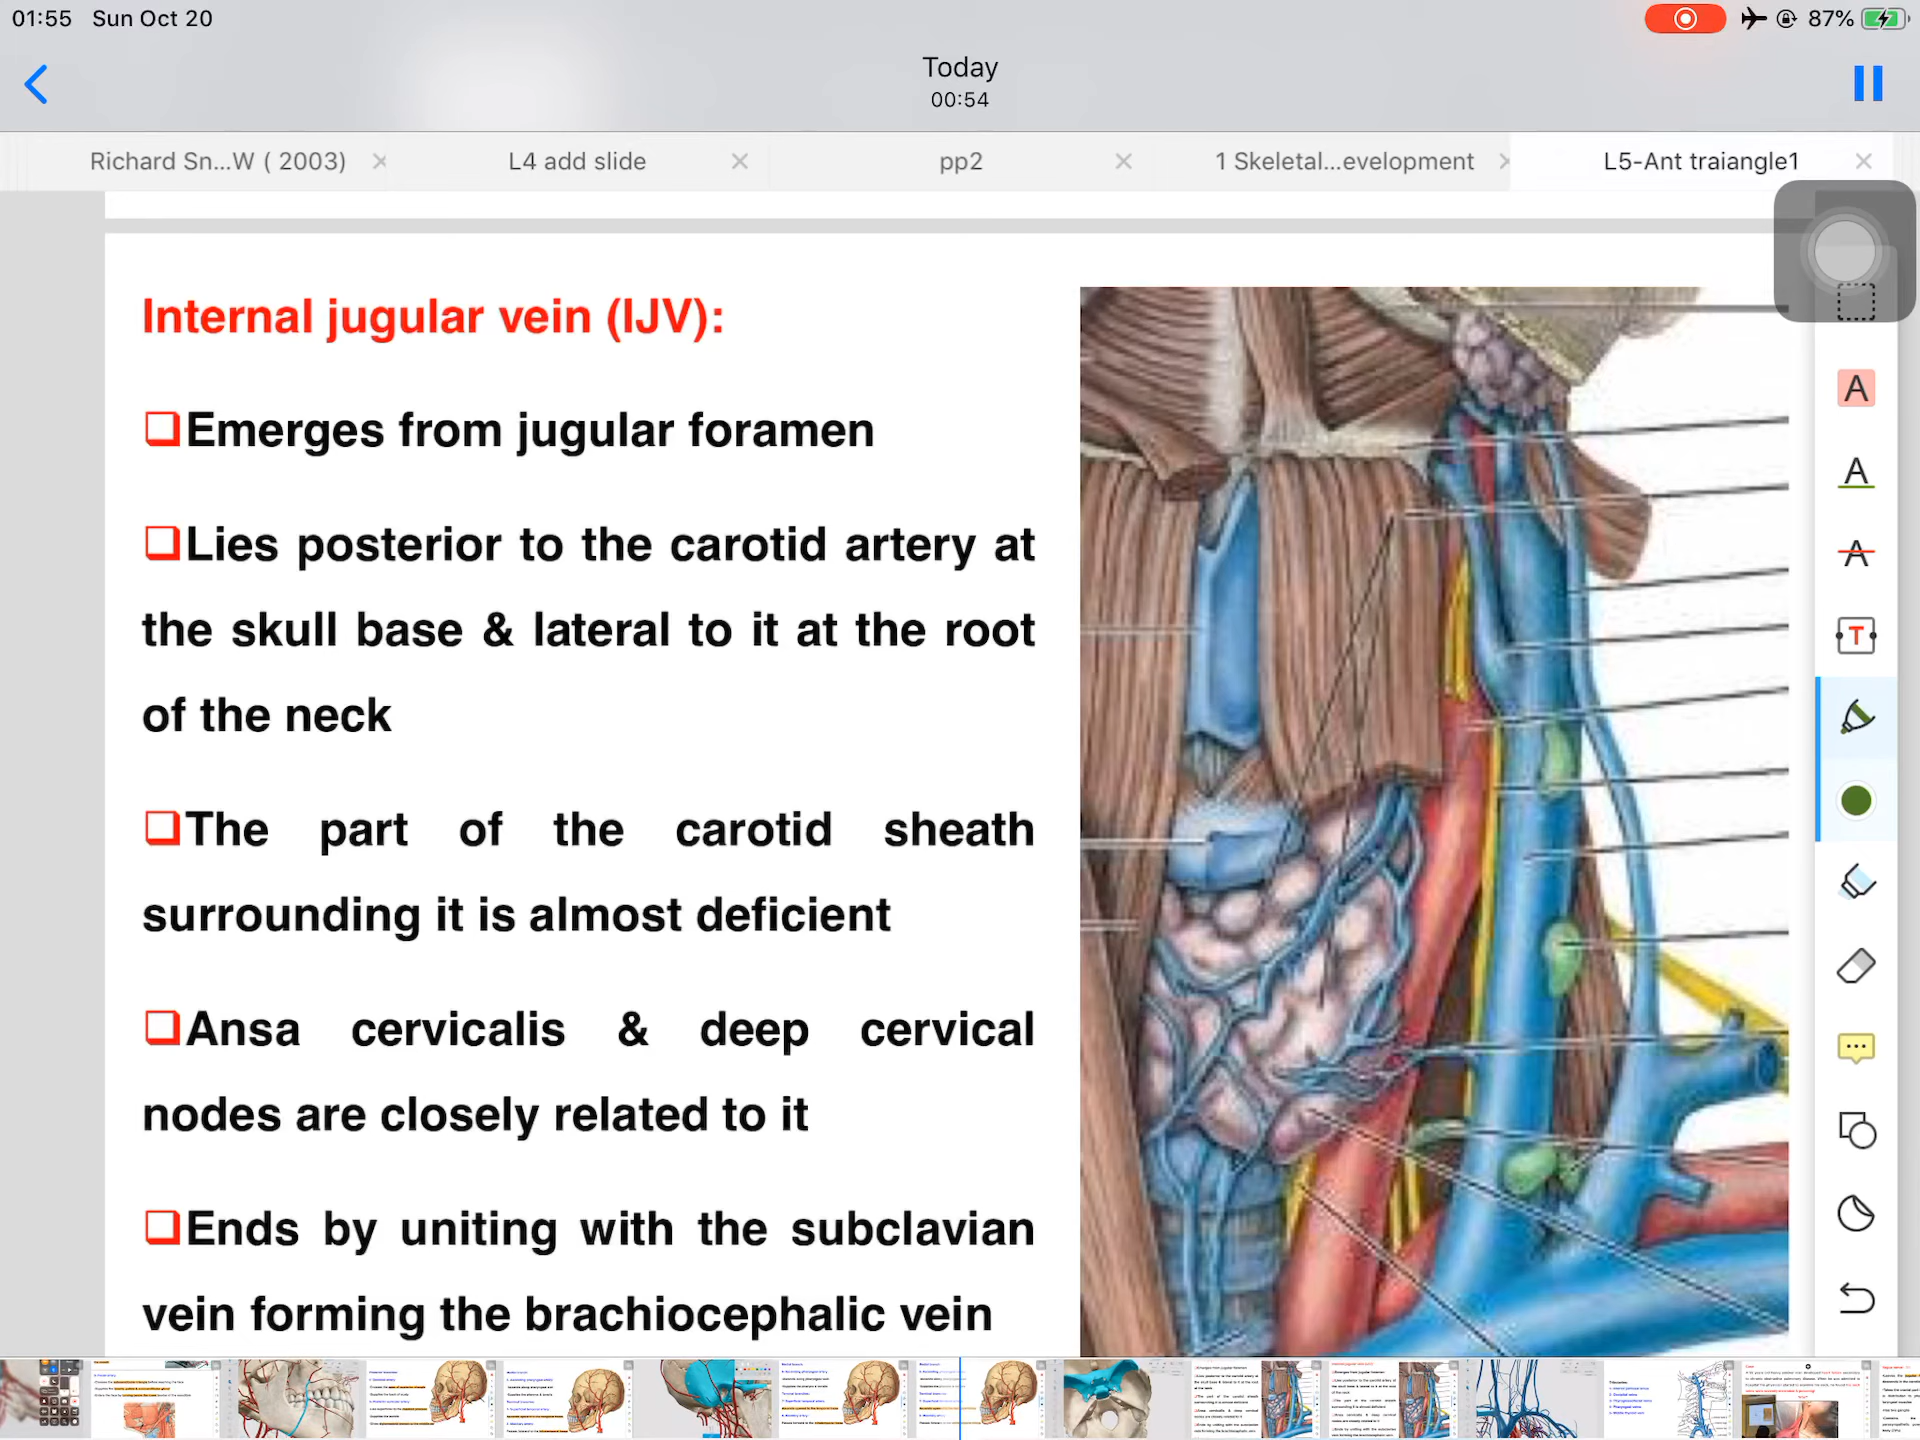 01:55 Sun Oct 20
87%
Today
00:54
Richard Sn...W ( 2003)
L4 add slide
pp2
1 Skeletal...evelopment
L5-Ant traiangle1
Internal jugular vein (IJV):
Emerges from jugular foramen
Lies posterior to the carotid artery at
the skull base & lateral to it at the root
of the neck
The part of the carotid sheath
surrounding it is almost deficient
Ansa cervicalis & deep cervical
nodes are closely related to it
Ends by uniting with the subclavian
vein forming the brachiocephalic vein
A
A
A
T